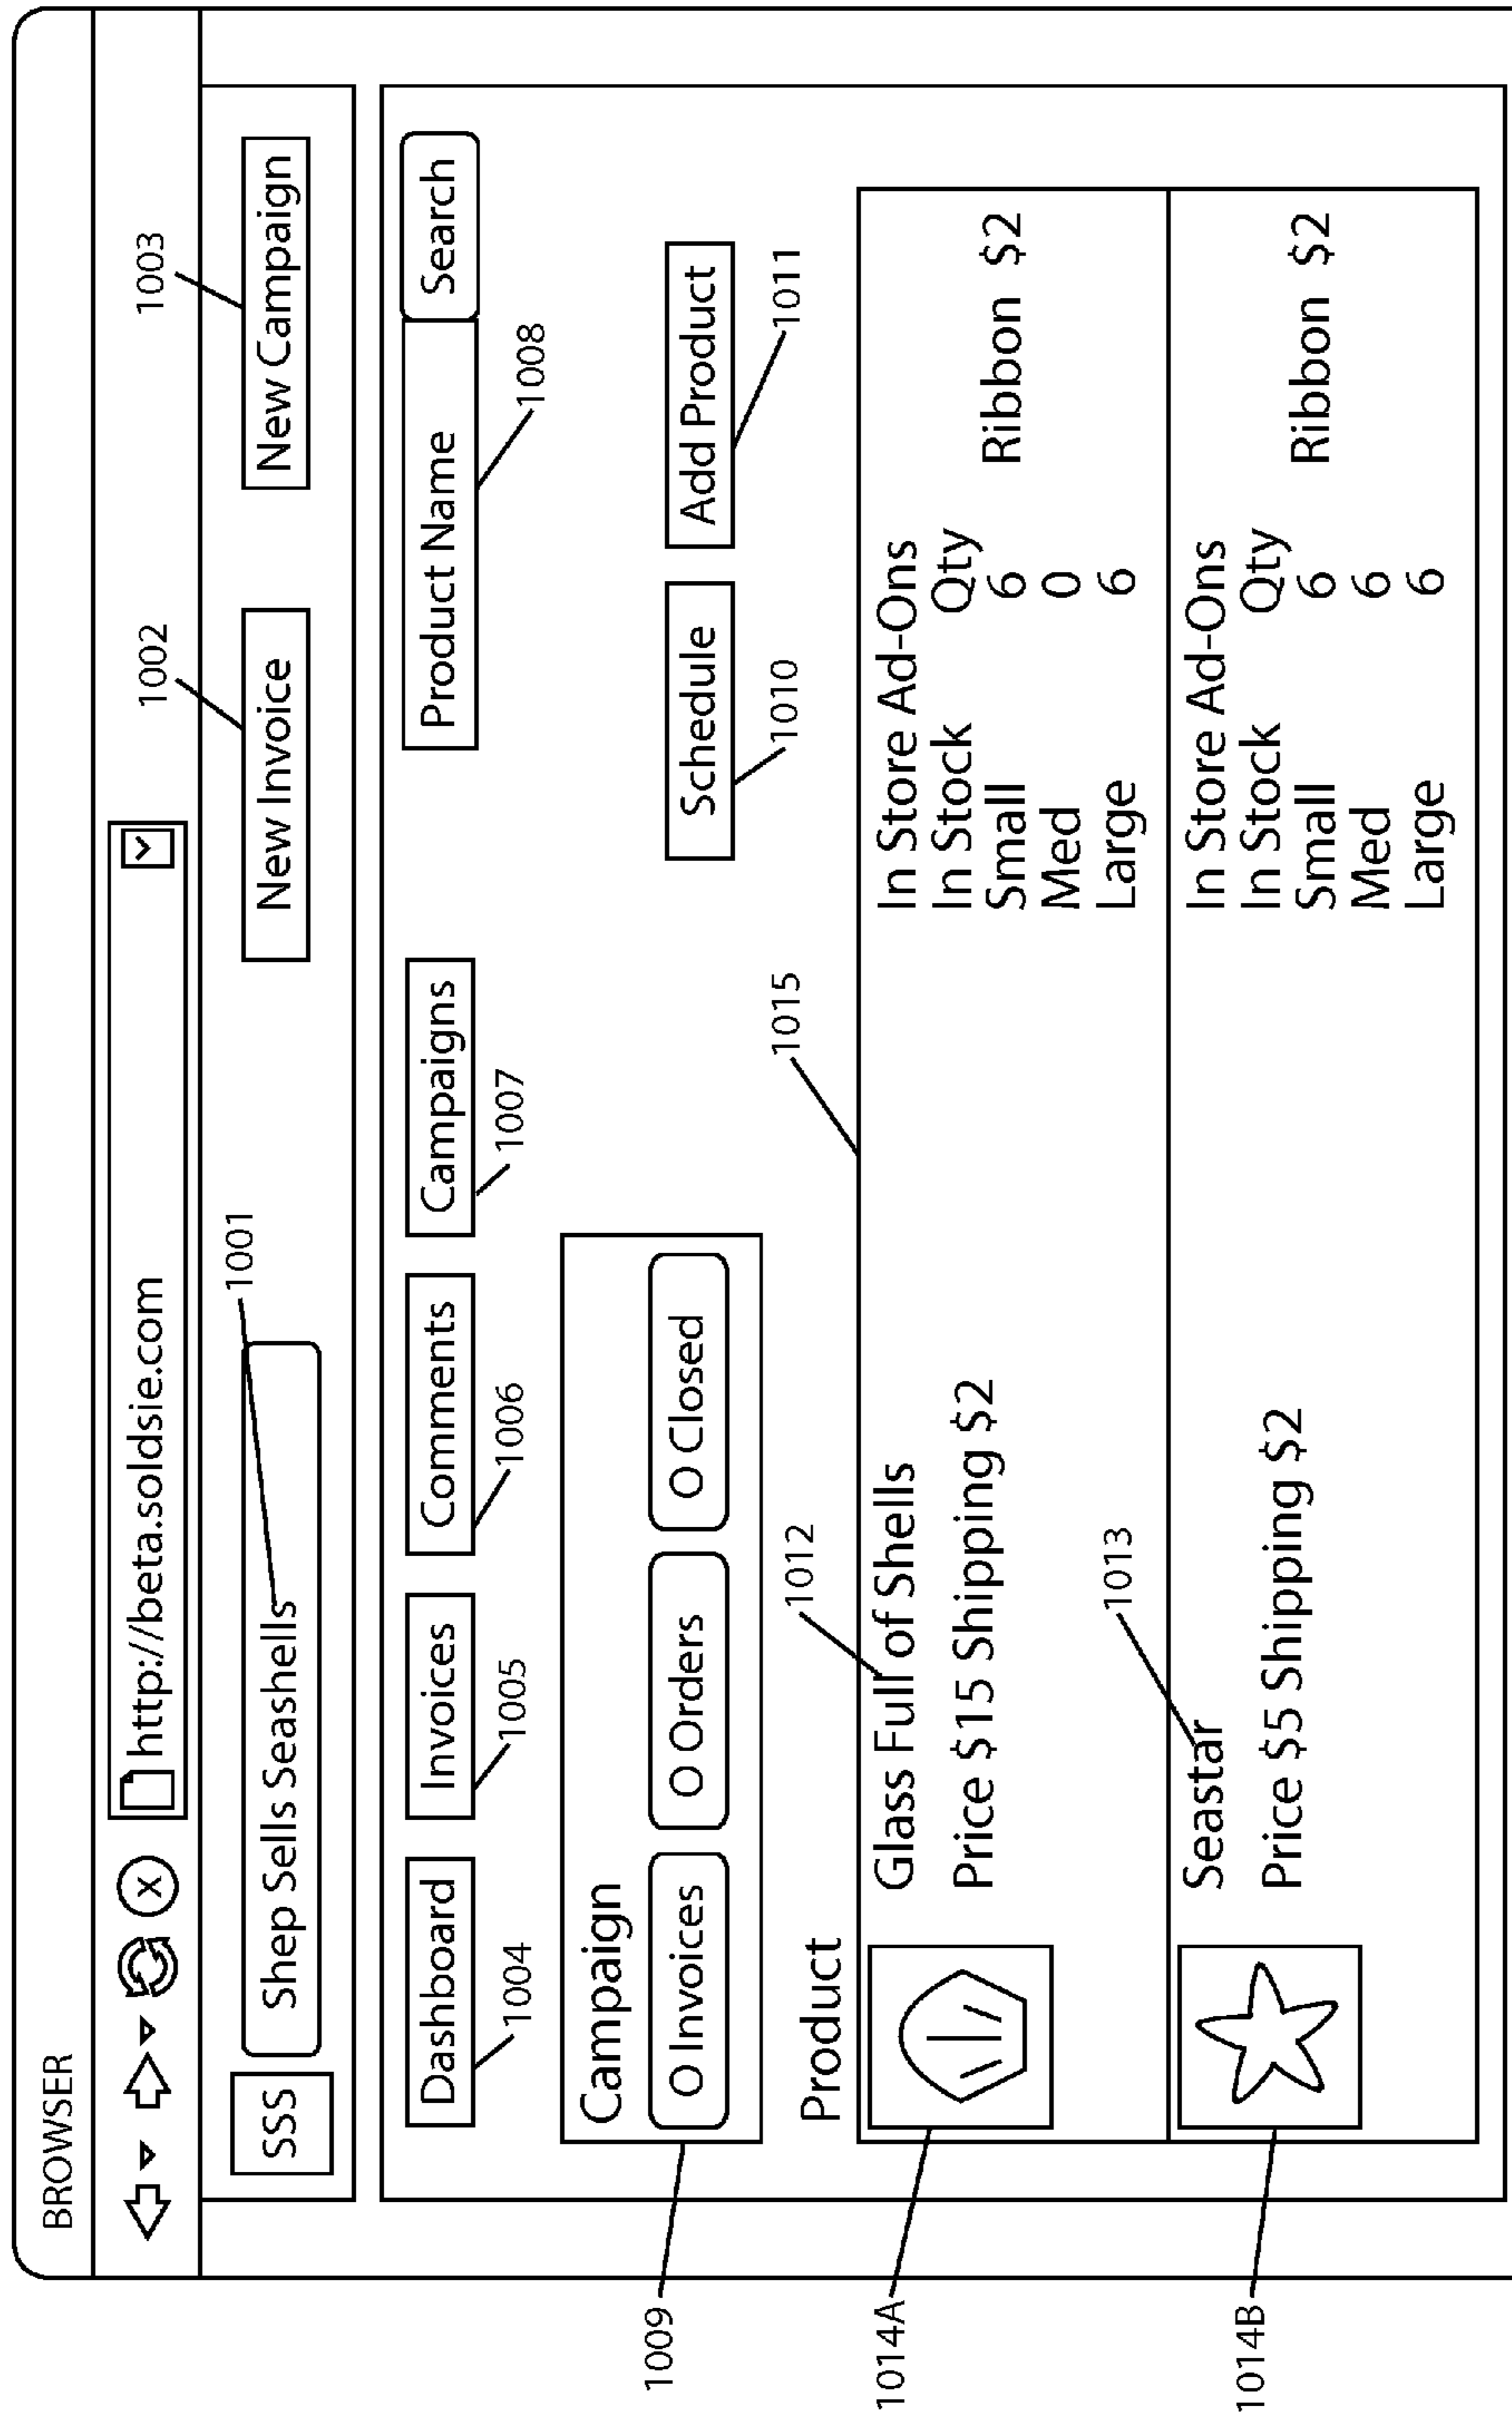 BROWSER
X http://beta.soldsie.com
1001
1002
1003
SSS Shep Sells Seashells New Invoice New Campaign
Dashboard Invoices Comments Campaigns Product Name Search
1004 1005 1006 1007 1008
Campaign
O Invoices O Orders O Closed
1009
Schedule Add Product
1010 1011
Product
1012
1015
1014A
Glass Full of Shells In Store Ad-Ons
In Stock Qty
Price $15 Shipping $2 Small 6 Ribbon $2
Med 0
Large 6
1013
1014B
Seastar In Store Ad-Ons
In Stock Qty
Price $5 Shipping $2 Small 6 Ribbon $2
Med 6
Large 6